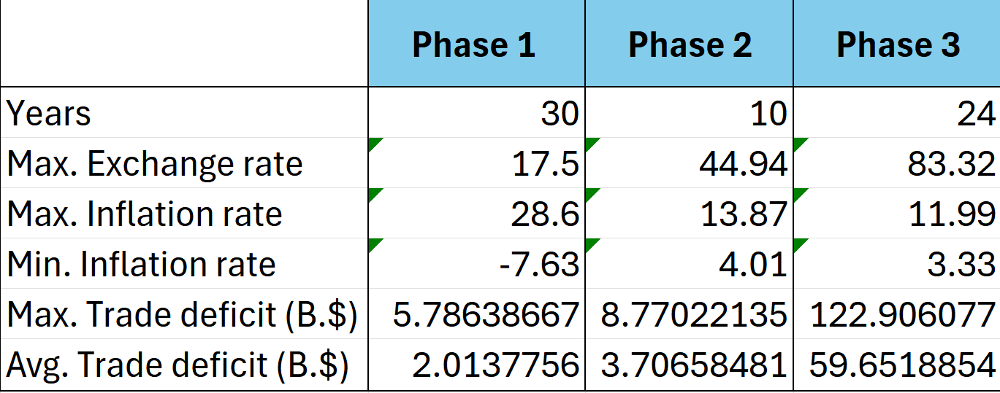 Phase 1 Phase 2 Phase 3
Years 30 10 24
Max. Exchange rate 17.5 44.94 83.32
Max. Inflation rate 28.6 13.87 11.99
Min. Inflation rate -7.63 4.01 3.33
Max. Trade deficit (B.$) 5.78638667 8.77022135 122.906077
Avg. Trade deficit (B.$) 2.0137756 3.70658481 59.6518854